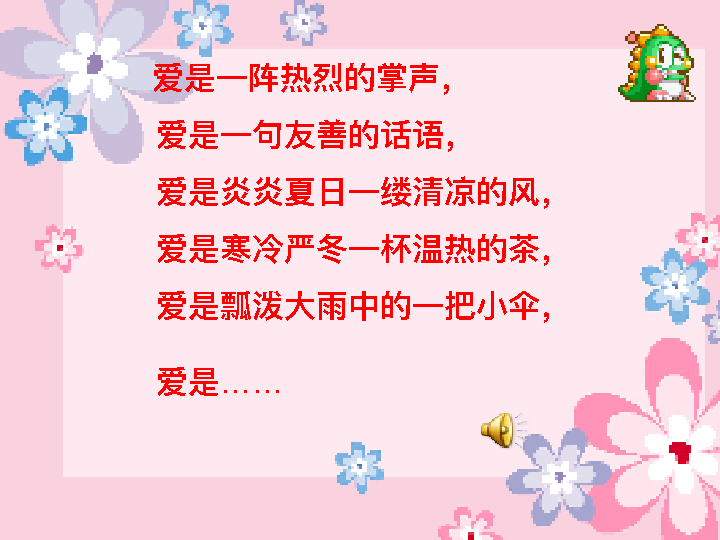 爱是一阵热烈的掌声，
爱是一句友善的话语，
爱是炎炎夏日一缕清凉的风，
爱是寒冷严冬一杯温热的茶，
爱是瓢泼大雨中的一把小伞，
爱是……